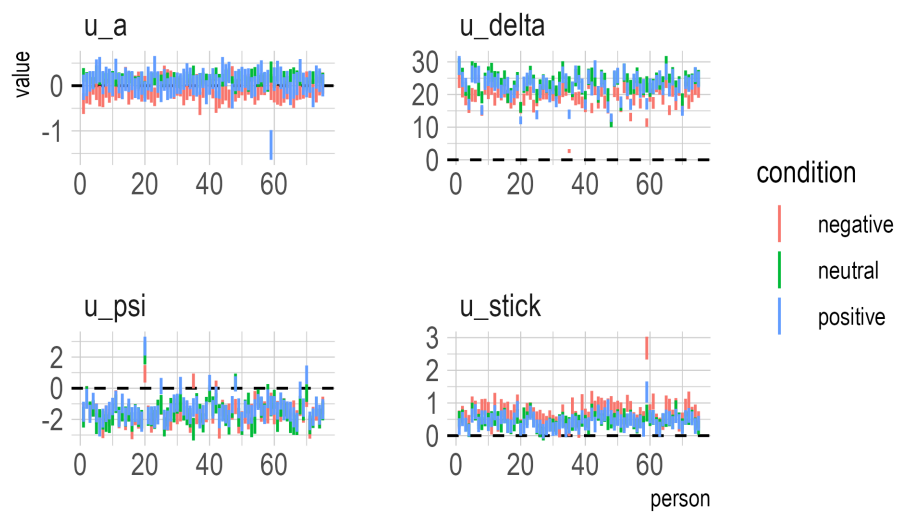 u_a
u_delta
value
0
-1
30
20
10
0
0 20 40 60
0 20 40 60
condition
negative
neutral
positive
u_psi
u_stick
2
0
-2
3
2
1
0
0 20 40 60
0 20 40 60
person